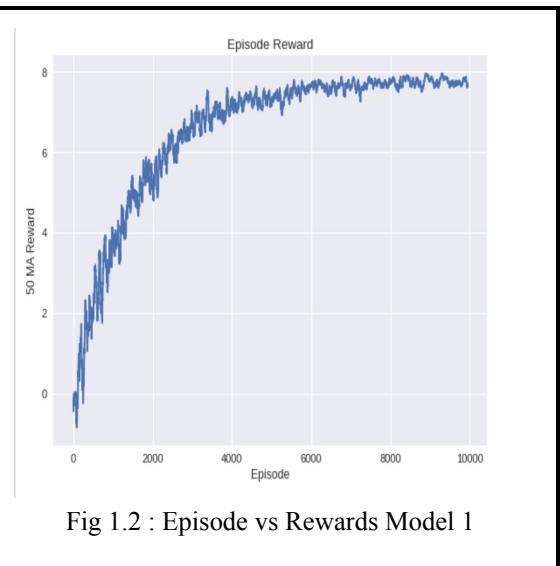 Episode Reward
50 MA Reward
8
6
4
2
0
0 2000 4000 6000 8000 10000
Episode
Fig 1.2 : Episode vs Rewards Model 1